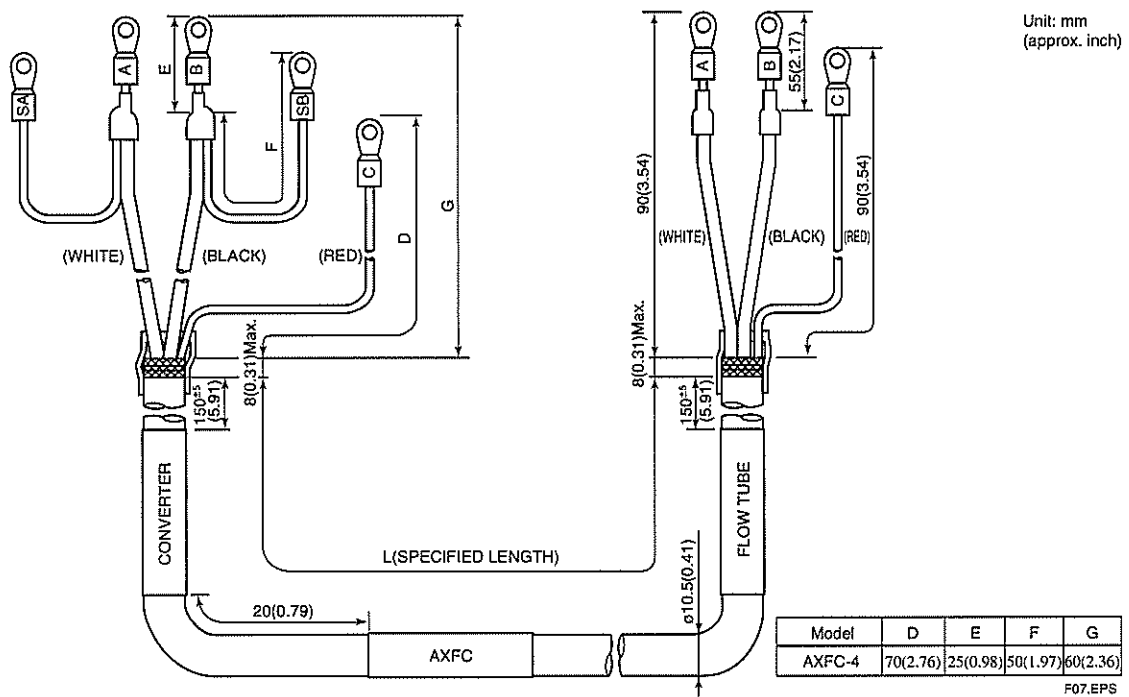 Unit: mm
(approx. inch)
SA
A
E
B
SB
F
C
D
G
(WHITE)
(BLACK)
(RED)
8(0.31)Max.
150±5
(5.91)
CONVERTER
20(0.79)
AXFC
L(SPECIFIED LENGTH)
A
B
55(2.17)
C
90(3.54)
90(3.54)
(WHITE)
(BLACK)
(RED)
8(0.31)Max.
150±5
(5.91)
FLOW TUBE
ø10.5(0.41)
Model D E F G
AXFC-4 70(2.76) 25(0.98) 50(1.97) 60(2.36)
F07.EPS